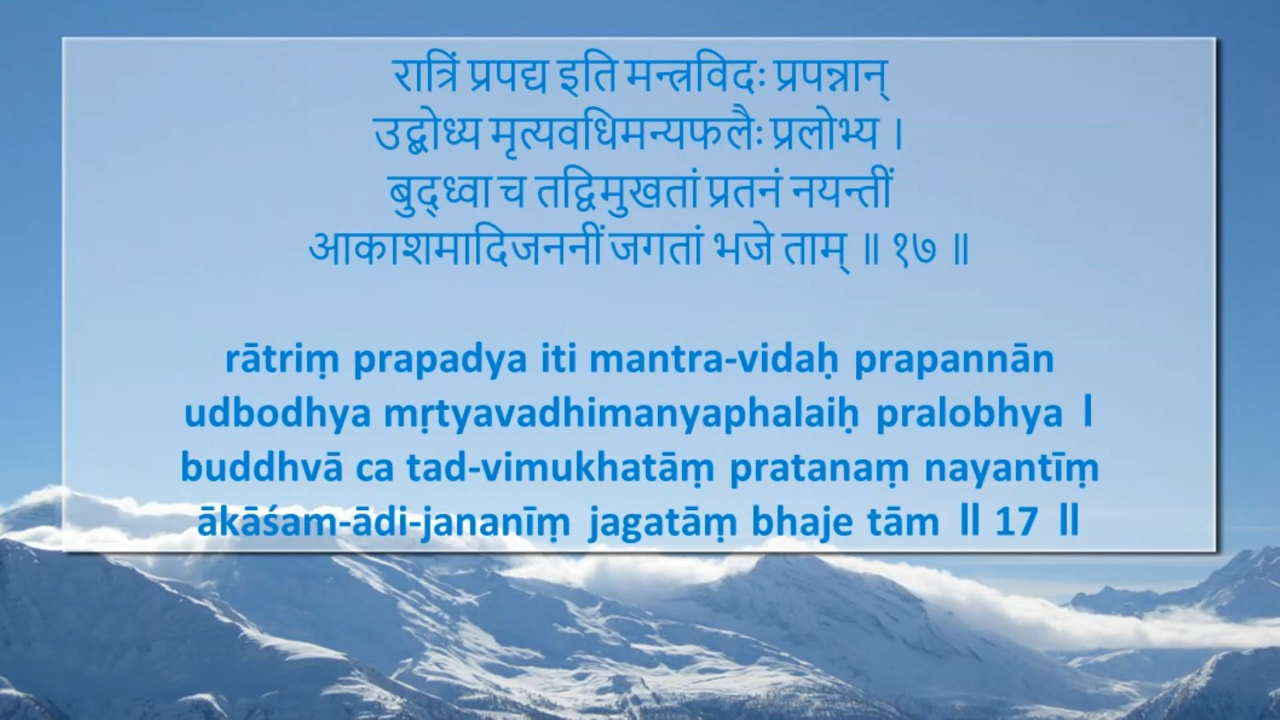 रात्रिं प्रपद्य इति मन्त्रविदः प्रपन्नान्
उद्बोध्य मृत्यवधिमन्यफलैः प्रलोभ्य ।
बुद्ध्वा च तद्विमुखतां प्रतनं नयन्तीं
आकाशमादिजननीं जगतां भजे ताम् ॥ १७ ॥
rātriṃ prapadya iti mantra-vidaḥ prapannān
udbodhya mṛtyavadhimanyaphalaiḥ pralobhya ।
buddhvā ca tad-vimukhatāṃ pratanaṃ nayantīṃ
ākāśam-ādi-jananīṃ jagatāṃ bhaje tām ॥ 17 ॥